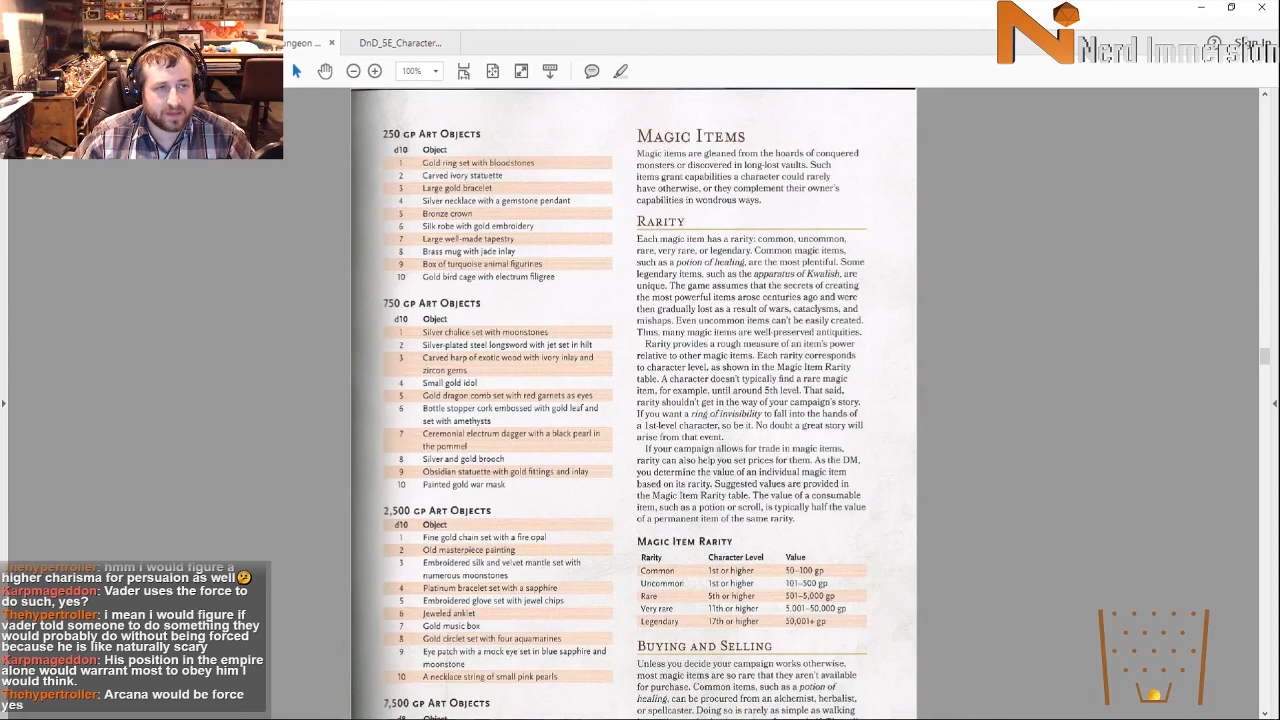 ungeon ...
×
DnD_5E_Character...
Sign In
Nerd Immersion
100%
250 GP ART OBJECTS
d10 Object
1 Gold ring set with bloodstones
2 Carved ivory statuette
3 Large gold bracelet
4 Silver necklace with a gemstone pendant
5 Bronze crown
6 Silk robe with gold embroidery
7 Large well-made tapestry
8 Brass mug with jade inlay
9 Box of turquoise animal figurines
10 Gold bird cage with electrum filigree
750 GP ART OBJECTS
d10 Object
1 Silver chalice set with moonstones
2 Silver-plated steel longsword with jet set in hilt
3 Carved harp of exotic wood with ivory inlay and
zircon gems
4 Small gold idol
5 Gold dragon comb set with red garnets as eyes
6 Bottle stopper cork embossed with gold leaf and
set with amethysts
7 Ceremonial electrum dagger with a black pearl in
the pommel
8 Silver and gold brooch
9 Obsidian statuette with gold fittings and inlay
10 Painted gold war mask
2,500 GP ART OBJECTS
d10 Object
1 Fine gold chain set with a fire opal
2 Old masterpiece painting
3 Embroidered silk and velvet mantle set with
numerous moonstones
4 Platinum bracelet set with a sapphire
5 Embroidered glove set with jewel chips
6 Jeweled anklet
7 Gold music box
8 Gold circlet set with four aquamarines
9 Eye patch with a mock eye set in blue sapphire and
moonstone
10 A necklace string of small pink pearls
7,500 GP ART OBJECTS
d8 Object
MAGIC ITEMS
Magic items are gleaned from the hoards of conquered
monsters or discovered in long-lost vaults. Such
items grant capabilities a character could rarely
have otherwise, or they complement their owner's
capabilities in wondrous ways.
RARITY
Each magic item has a rarity: common, uncommon,
rare, very rare, or legendary. Common magic items,
such as a potion of healing, are the most plentiful. Some
legendary items, such as the apparatus of Kwalish, are
unique. The game assumes that the secrets of creating
the most powerful items arose centuries ago and were
then gradually lost as a result of wars, cataclysms, and
mishaps. Even uncommon items can't be easily created.
Thus, many magic items are well-preserved antiquities.
Rarity provides a rough measure of an item's power
relative to other magic items. Each rarity corresponds
to character level, as shown in the Magic Item Rarity
table. A character doesn't typically find a rare magic
item, for example, until around 5th level. That said,
rarity shouldn't get in the way of your campaign's story.
If you want a ring of invisibility to fall into the hands of
a 1st-level character, so be it. No doubt a great story will
arise from that event.
If your campaign allows for trade in magic items,
rarity can also help you set prices for them. As the DM,
you determine the value of an individual magic item
based on its rarity. Suggested values are provided in
the Magic Item Rarity table. The value of a consumable
item, such as a potion or scroll, is typically half the value
of a permanent item of the same rarity.
MAGIC ITEM RARITY
Rarity Character Level Value
Common 1st or higher 50–100 gp
Uncommon 1st or higher 101–500 gp
Rare 5th or higher 501–5,000 gp
Very rare 11th or higher 5.001–50,000 gp
Legendary 17th or higher 50,001+ gp
BUYING AND SELLING
Unless you decide your campaign works otherwise,
most magic items are so rare that they aren't available
for purchase. Common items, such as a potion of
healing, can be procured from an alchemist, herbalist,
or spellcaster. Doing so is rarely as simple as walking
Thehypertroller: hmm i would figure a
higher charisma for persuaion as well🤔
Karpmageddon: Vader uses the force to
do such, yes?
Thehypertroller: i mean i would figure if
vader told someone to do something they
would probably do without being forced
because he is like naturally scary
Karpmageddon: His position in the empire
alone would warrant most to obey him I
would think.
Thehypertroller: Arcana would be force
yes